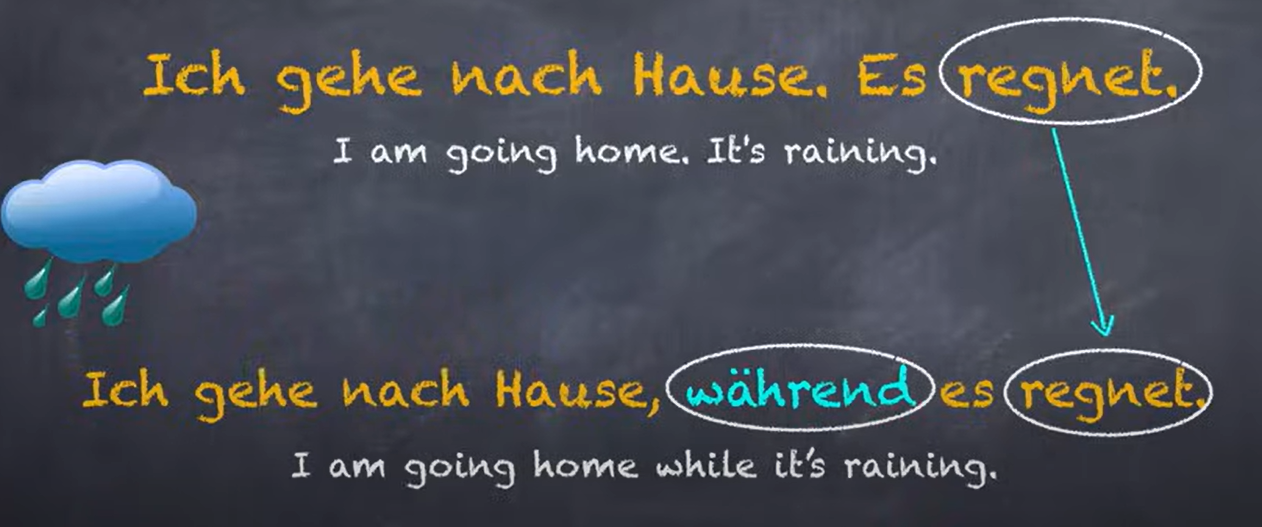 Ich gehe nach Hause. Es regnet.
I am going home. It's raining.
Ich gehe nach Hause, während es regnet.
I am going home while it's raining.